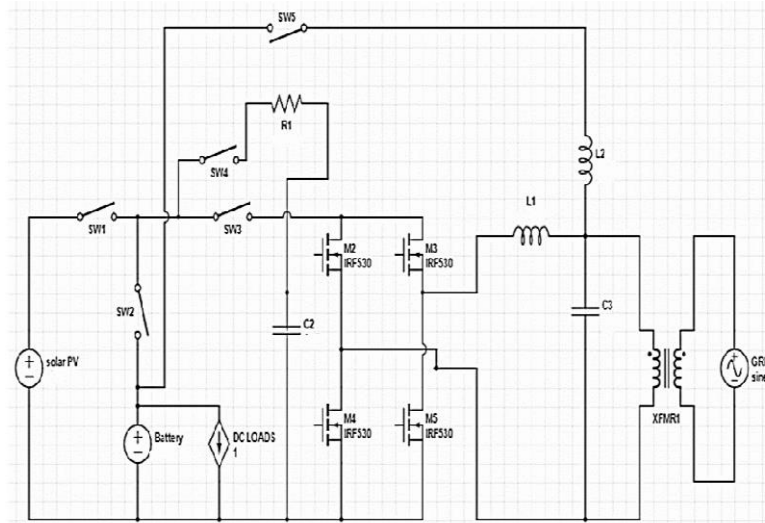 SW5
R1
SW4
L2
L1
SW1
SW3
M2
IRF530
M3
IRF530
SW2
C2
C3
solar PV
GRI
sine
XFMR1
M4
IRF530
M5
IRF530
Battery
DC LOADS
1